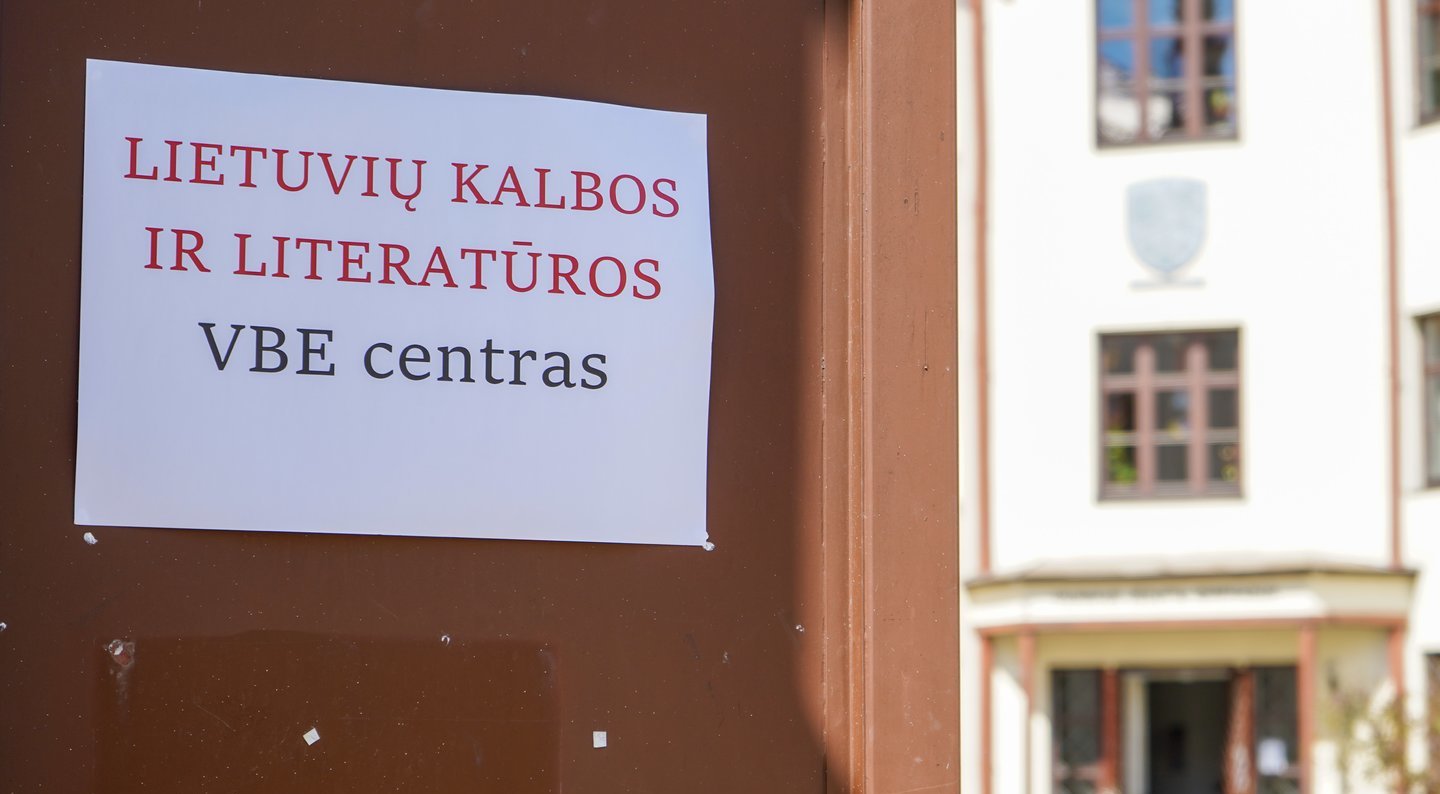 LIETUVIŲ KALBOS
IR LITERATŪROS
VBE centras